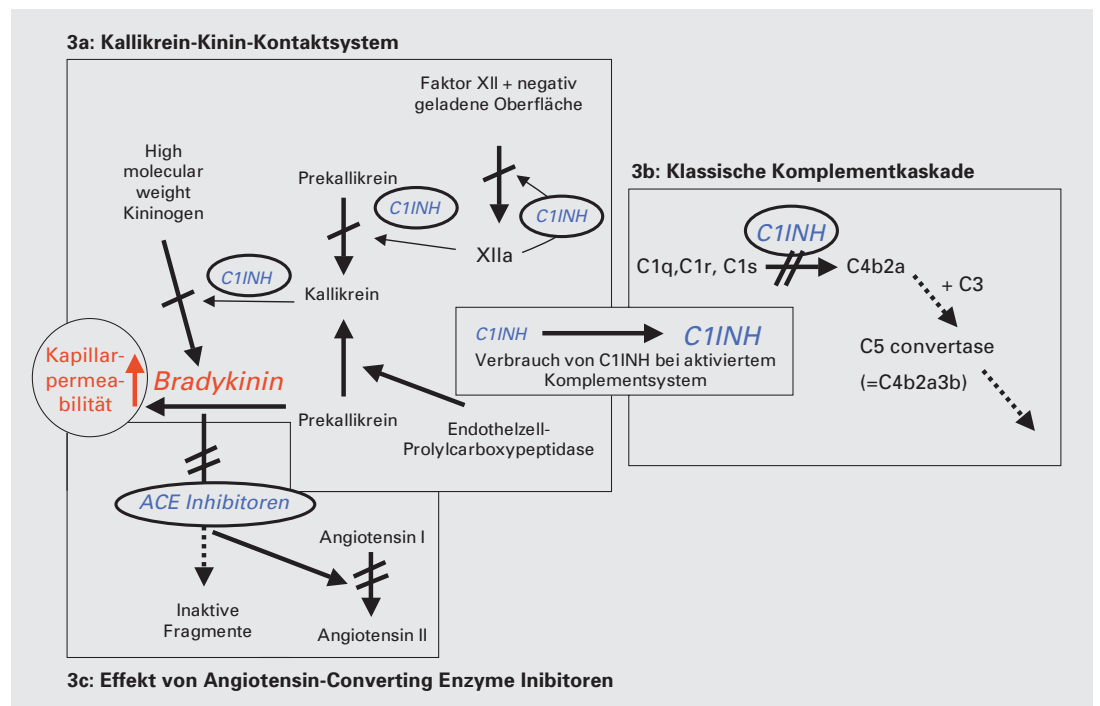 3a: Kallikrein-Kinin-Kontaktsystem
Faktor XII + negativ
geladene Oberfläche
High
molecular
weight
Kininogen
Prekallikrein
C1INH
C1INH
XIIa
C1INH
Kallikrein
Kapillar-
permea-
bilität
Bradykinin
Prekallikrein
Endothelzell-
Prolylcarboxypeptidase
C1INH
C1INH
Verbrauch von C1INH bei aktiviertem
Komplementsystem
3b: Klassische Komplementkaskade
C1INH
C1q,C1r, C1s
C4b2a
+ C3
C5 convertase
(=C4b2a3b)
ACE Inhibitoren
Angiotensin I
Inaktive
Fragmente
Angiotensin II
3c: Effekt von Angiotensin-Converting Enzyme Inibitoren